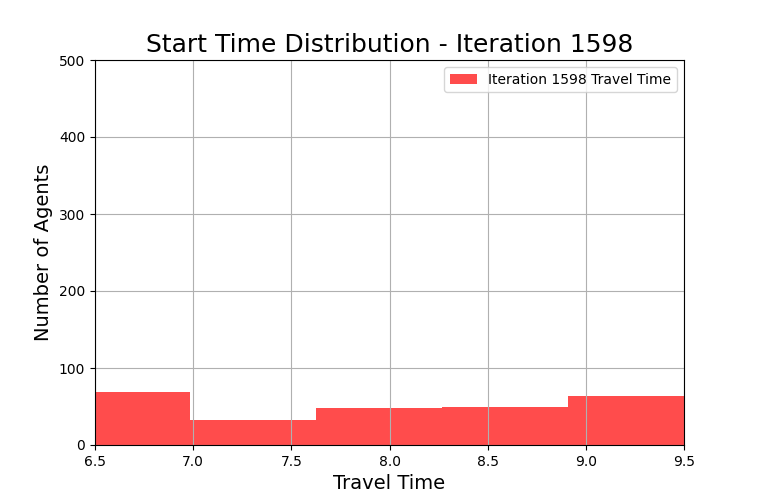 Start Time Distribution - Iteration 1598
Iteration 1598 Travel Time
500
400
300
200
100
0
Number of Agents
6.5 7.0 7.5 8.0 8.5 9.0 9.5
Travel Time